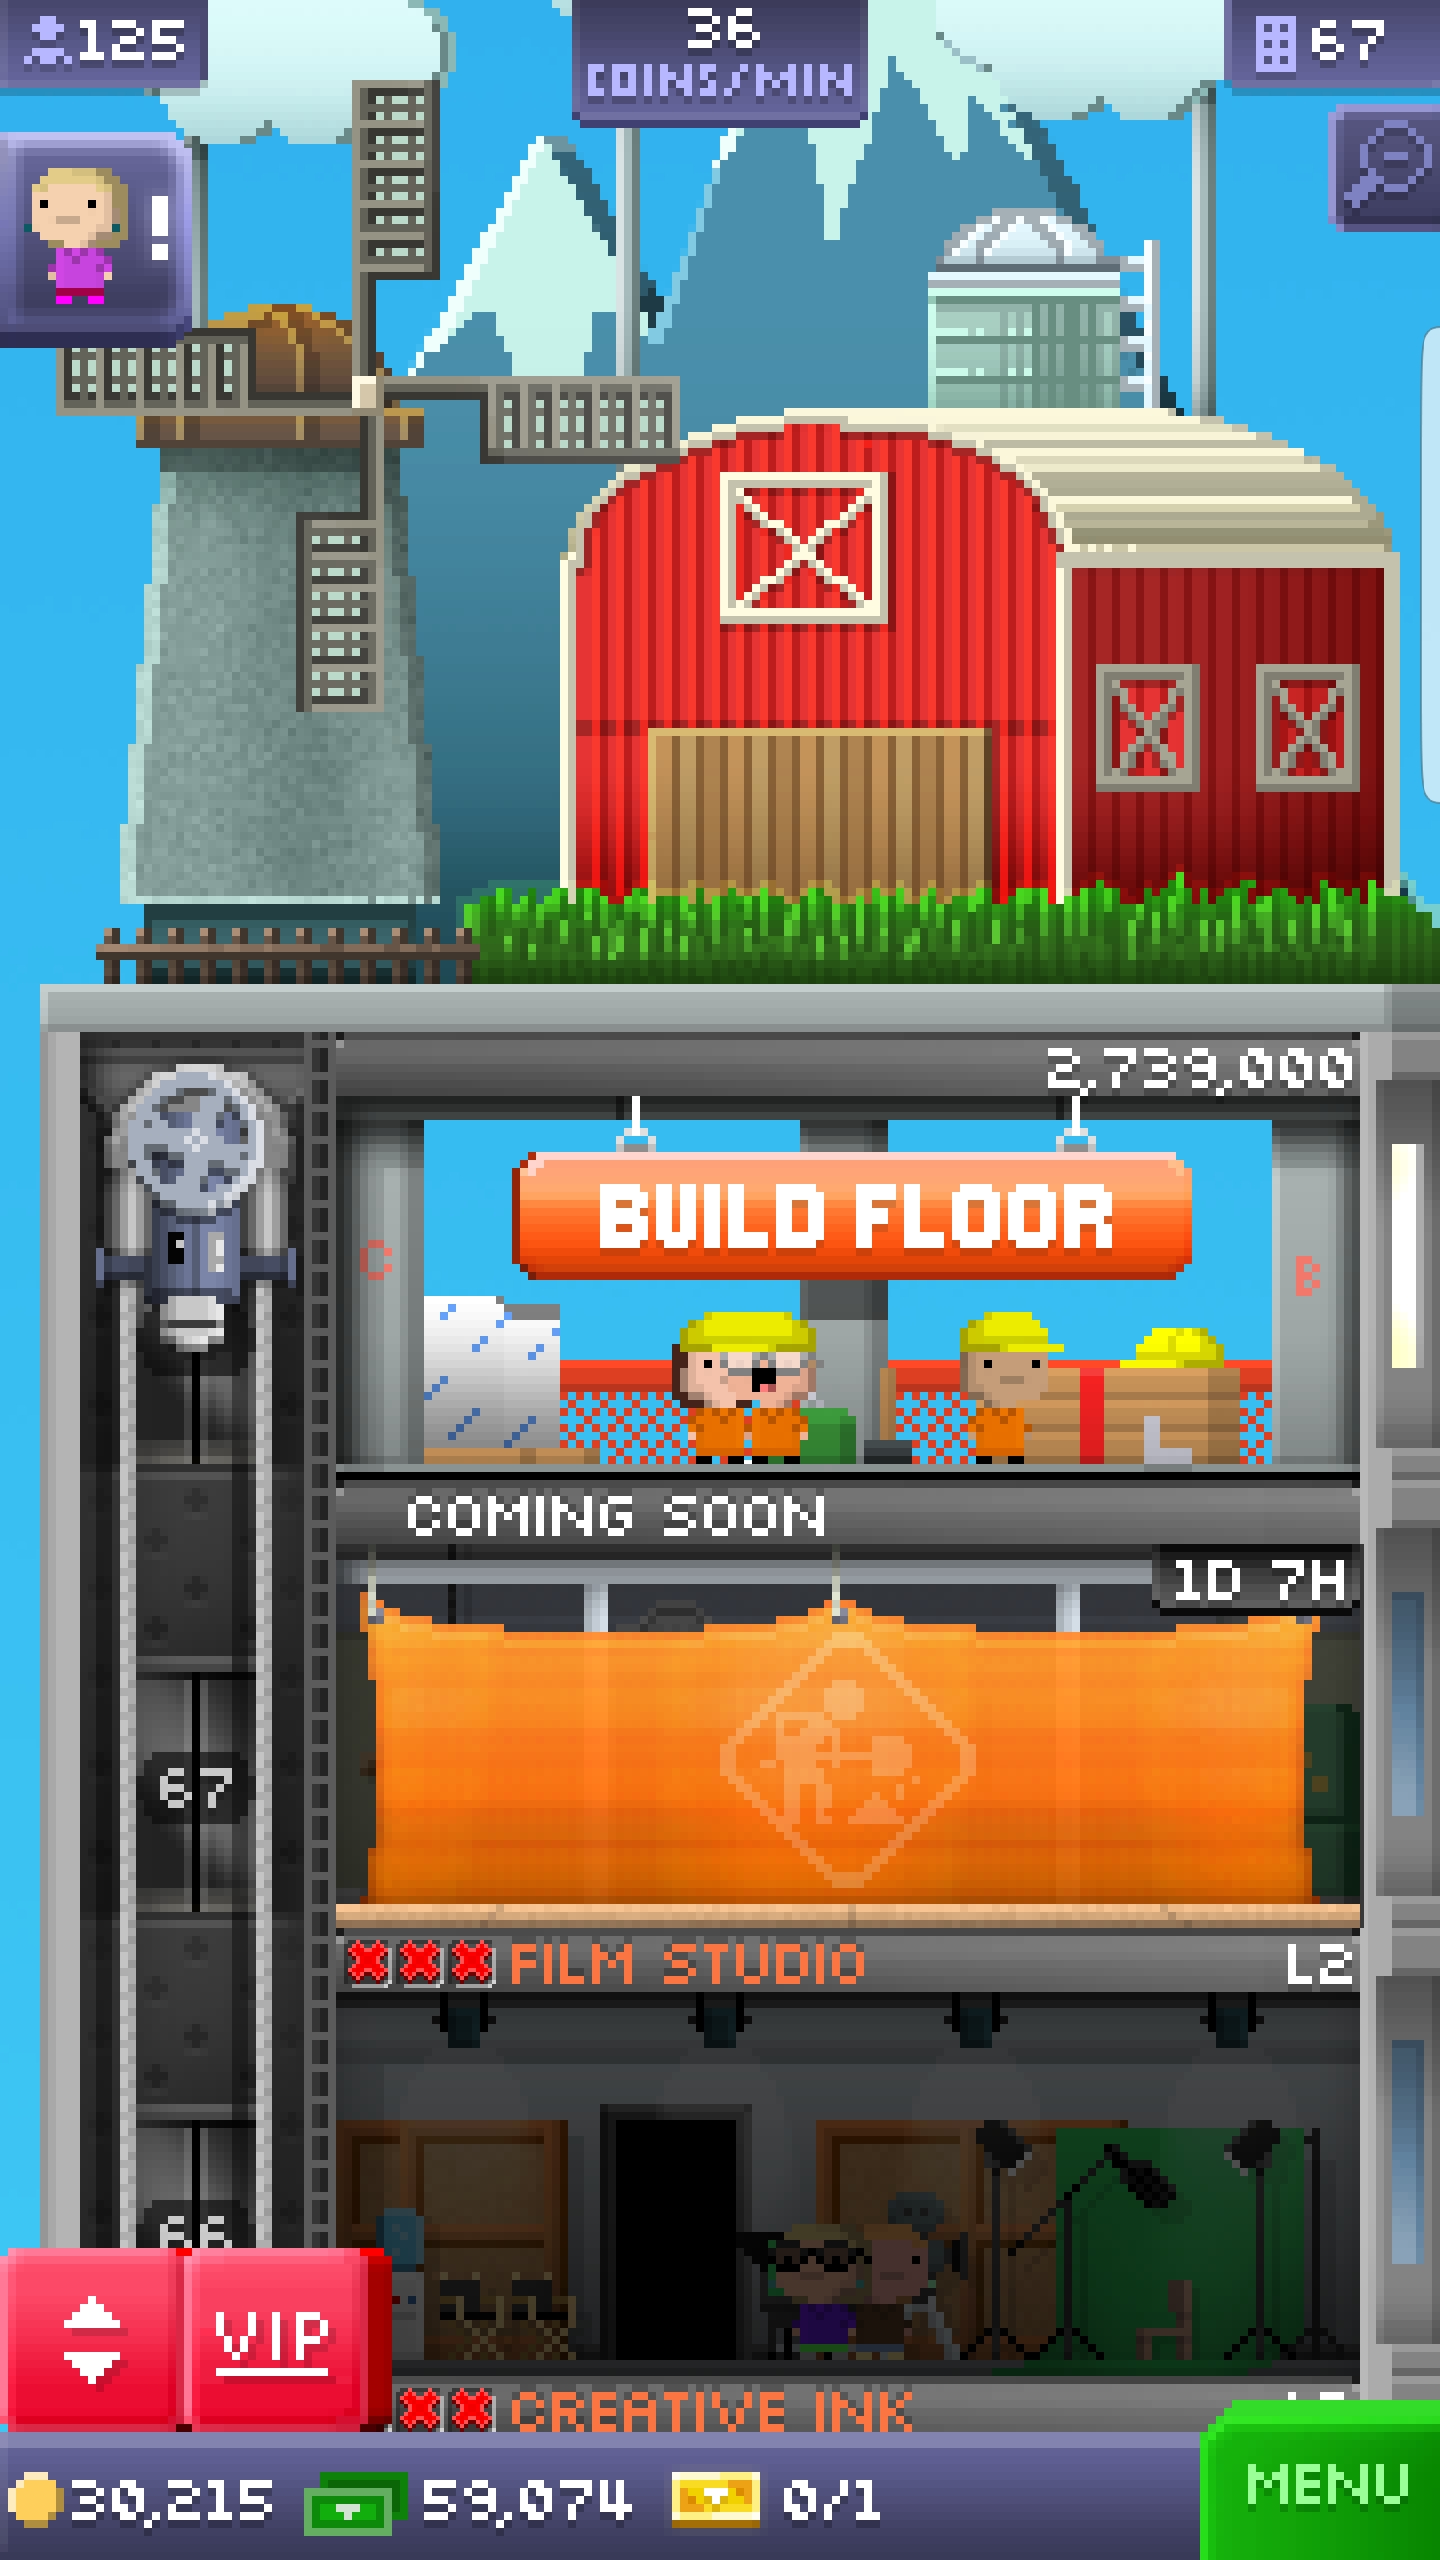 125
36
COINS/MIN
67
!
2,739,000
BUILD FLOOR
C
B
COMING SOON
1D 7H
67
FILM STUDIO L2
66
VIP
CREATIVE INK
30,215 59,074 0/1
MENU